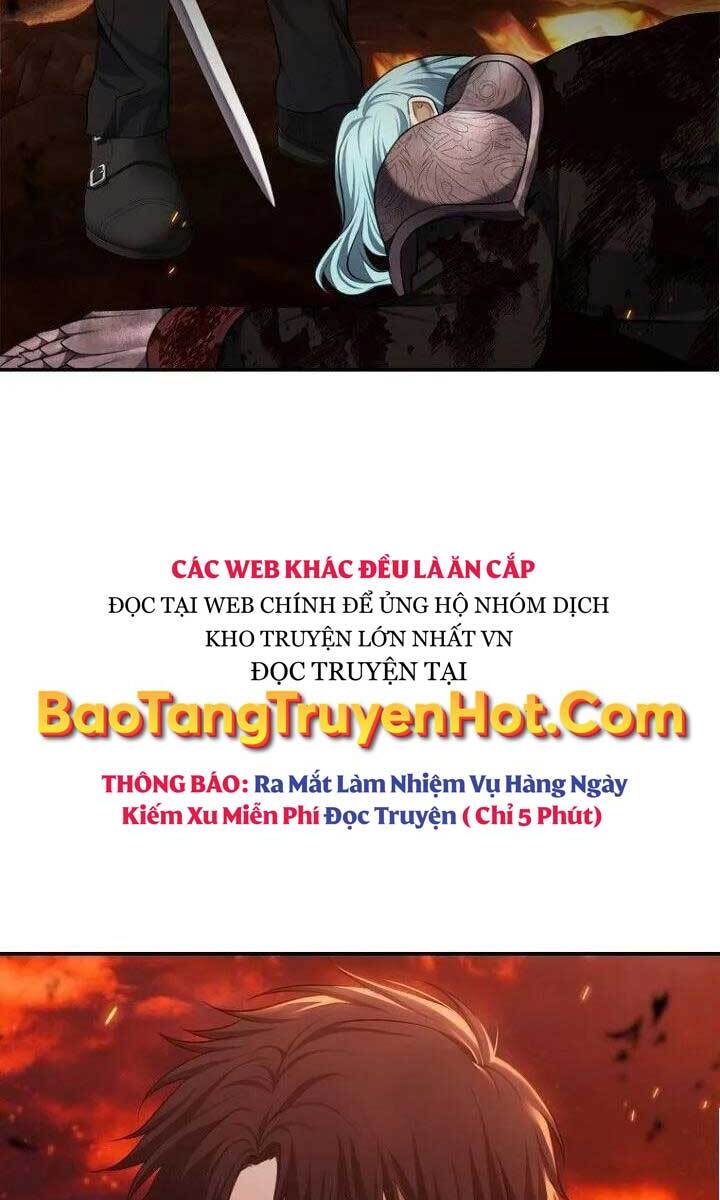 CÁC WEB KHÁC ĐỀU LÀ ĂN CẮP
ĐỌC TẠI WEB CHÍNH ĐỂ ỦNG HỘ NHÓM DỊCH
KHO TRUYỆN LỚN NHẤT VN
ĐỌC TRUYỆN TẠI
BaoTangTruyenHot.Com
THÔNG BÁO: Ra Mắt Làm Nhiệm Vụ Hàng Ngày
Kiếm Xu Miễn Phí Đọc Truyện ( Chỉ 5 Phút)